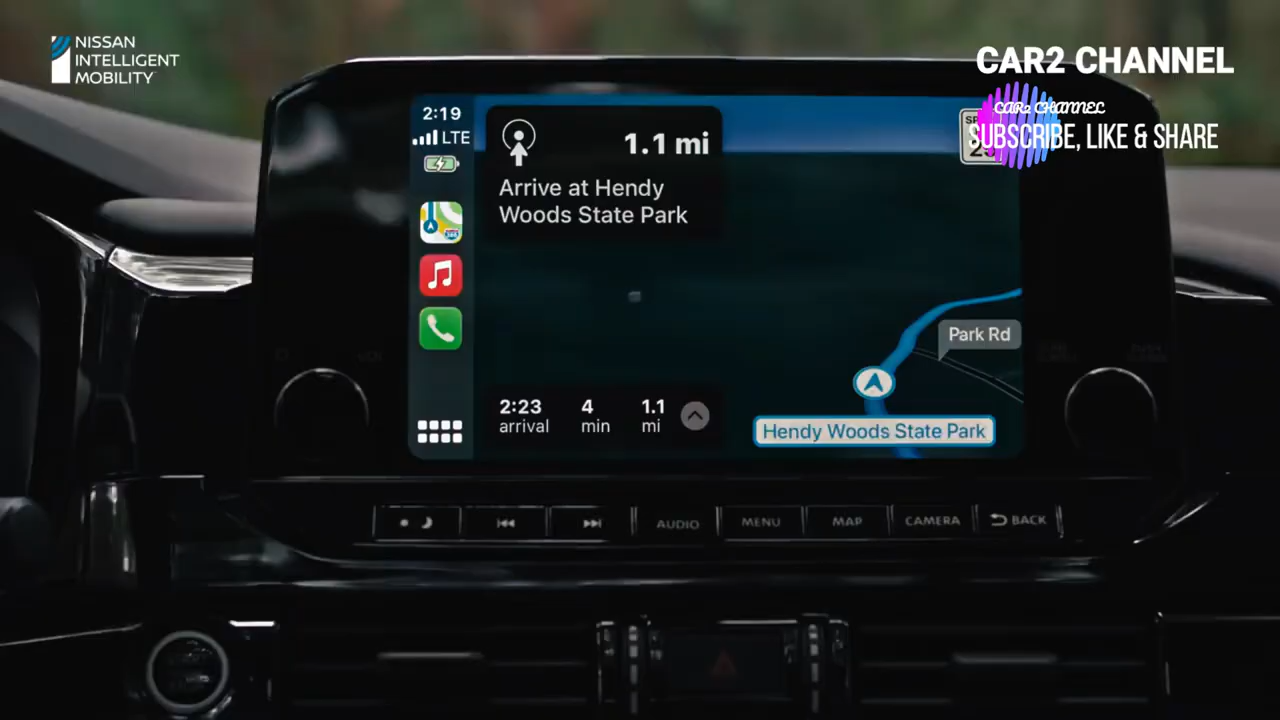 NISSAN
INTELLIGENT
MOBILITY
CAR2 CHANNEL
CAR2 CHANNEL
SUBSCRIBE, LIKE & SHARE
2:19
LTE
1.1 mi
Arrive at Hendy
Woods State Park
Park Rd
2:23
arrival
4
min
1.1
mi
Hendy Woods State Park
AUDIO
MENU
MAP
CAMERA
BACK